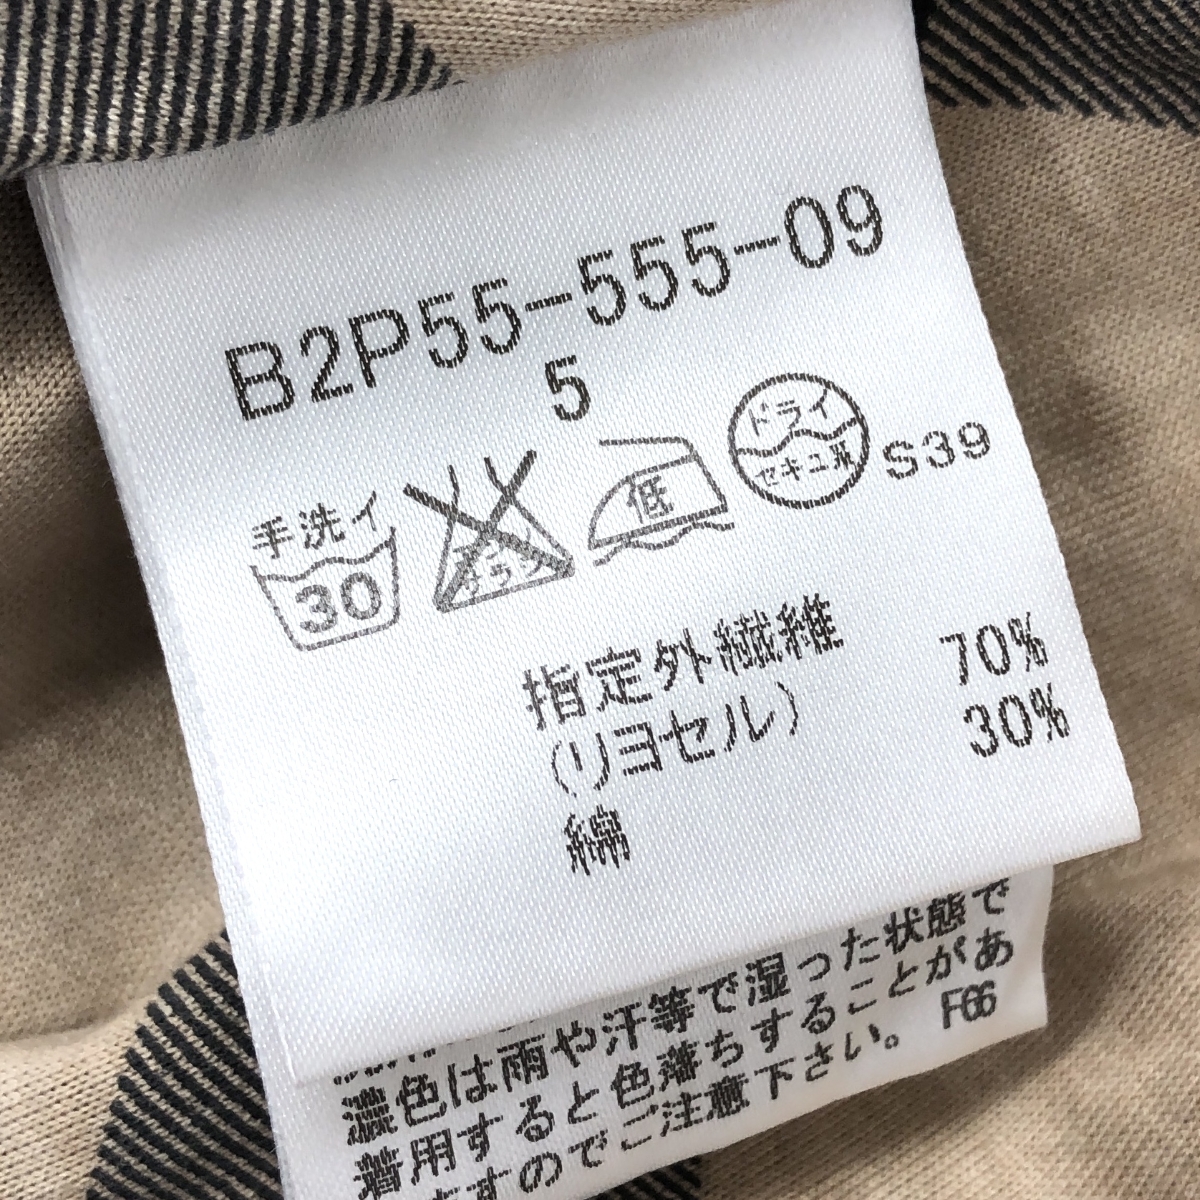 B2P55-555-09
5
手洗イ
30
低
ドライ
セキユ系
S39
指定外繊維 70%
(リヨセル) 30%
綿
濃色は雨や汗等で湿った状態で
着用すると色落ちすることがあ
ますのでご注意下さい。 F66